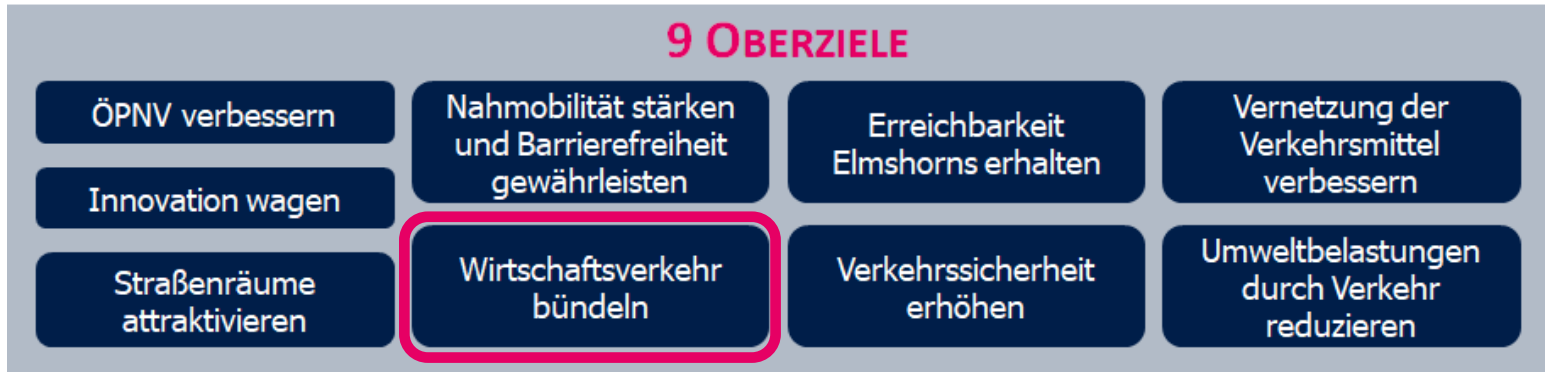 9 OBERZIELE
ÖPNV verbessern
Innovation wagen
Straßenräume
attraktivieren
Nahmobilität stärken
und Barrierefreiheit
gewährleisten
Wirtschaftsverkehr
bündeln
Erreichbarkeit
Elmshorns erhalten
Verkehrssicherheit
erhöhen
Vernetzung der
Verkehrsmittel
verbessern
Umweltbelastungen
durch Verkehr
reduzieren